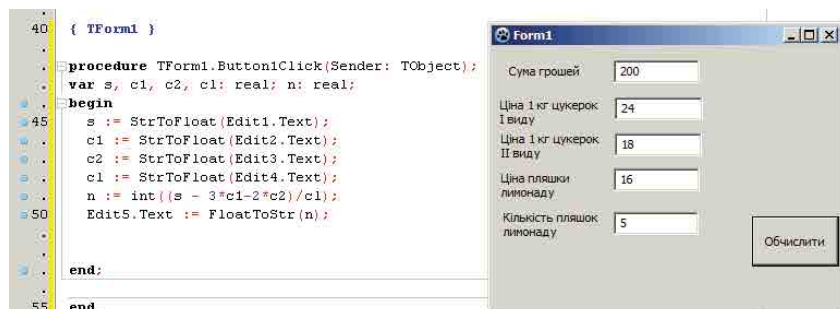 40 { TForm1 }
procedure TForm1.Button1Click(Sender: TObject);
var s, c1, c2, cl: real; n: real;
begin
45 s := StrToFloat(Edit1.Text);
c1 := StrToFloat(Edit2.Text);
c2 := StrToFloat(Edit3.Text);
cl := StrToFloat(Edit4.Text);
n := int((s - 3*c1-2*c2)/cl);
50 Edit5.Text := FloatToStr(n);
end;
55 end.
Form1
Сума грошей 200
Ціна 1 кг цукерок
І виду
24
Ціна 1 кг цукерок
ІІ виду
18
Ціна пляшки
лимонаду
16
Кількість пляшок
лимонаду
5
Обчислити